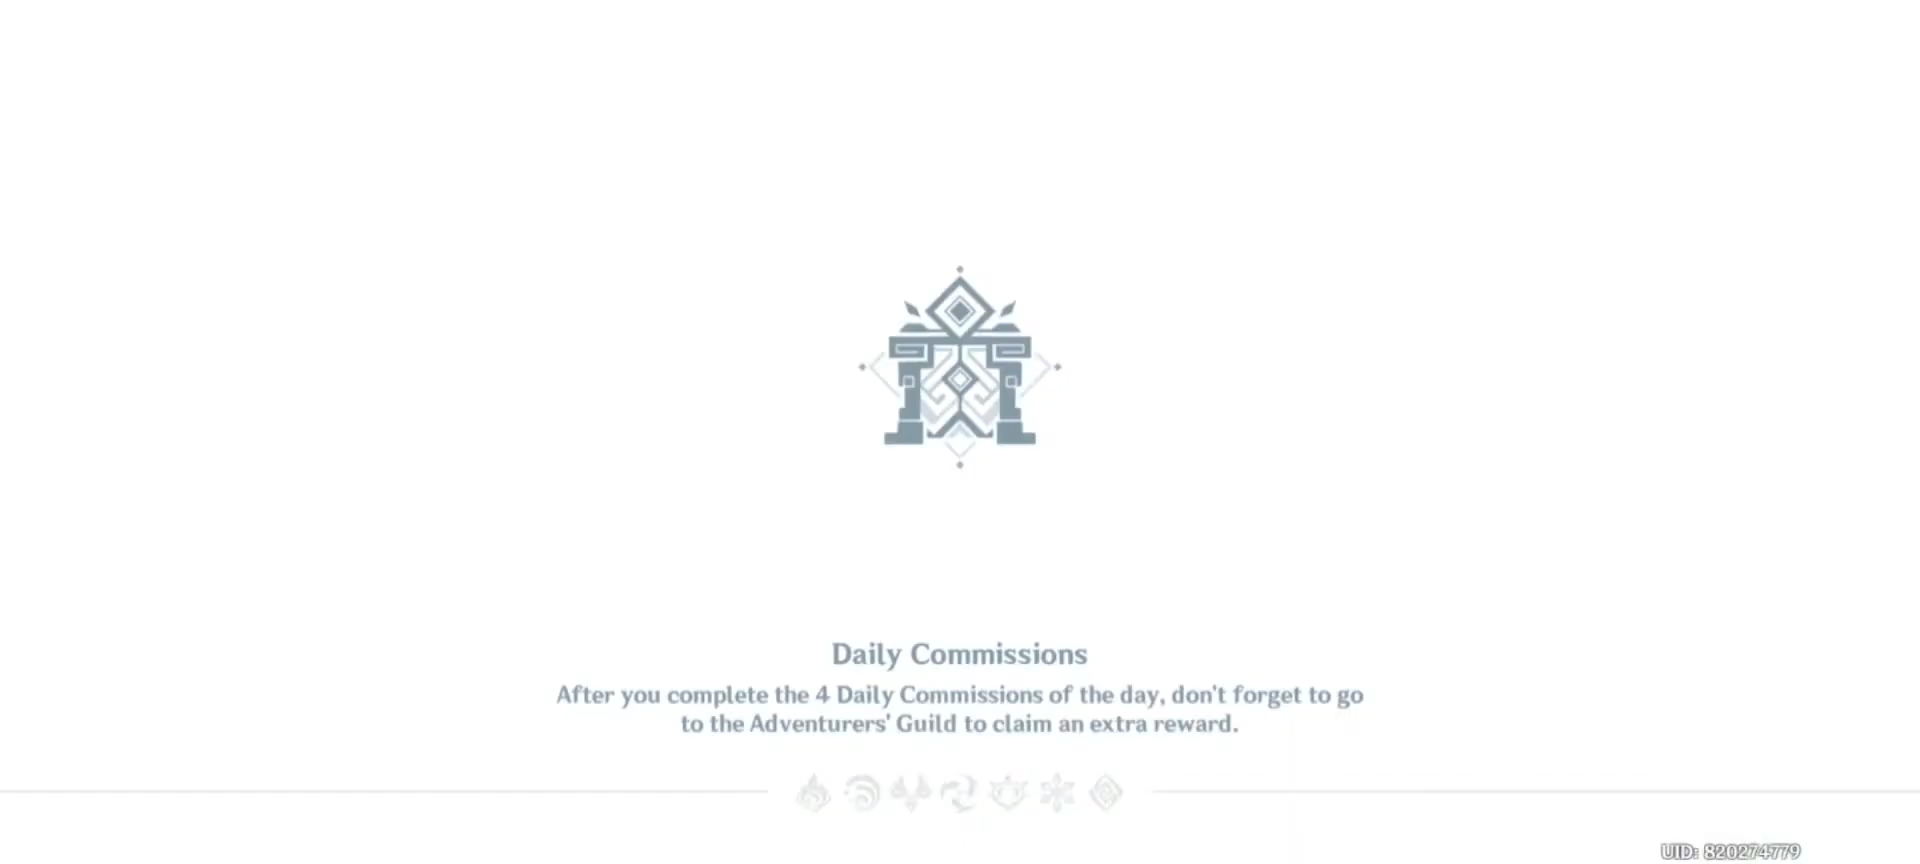 Daily Commissions
After you complete the 4 Daily Commissions of the day, don't forget to go
to the Adventurers' Guild to claim an extra reward.
UID: 820274779